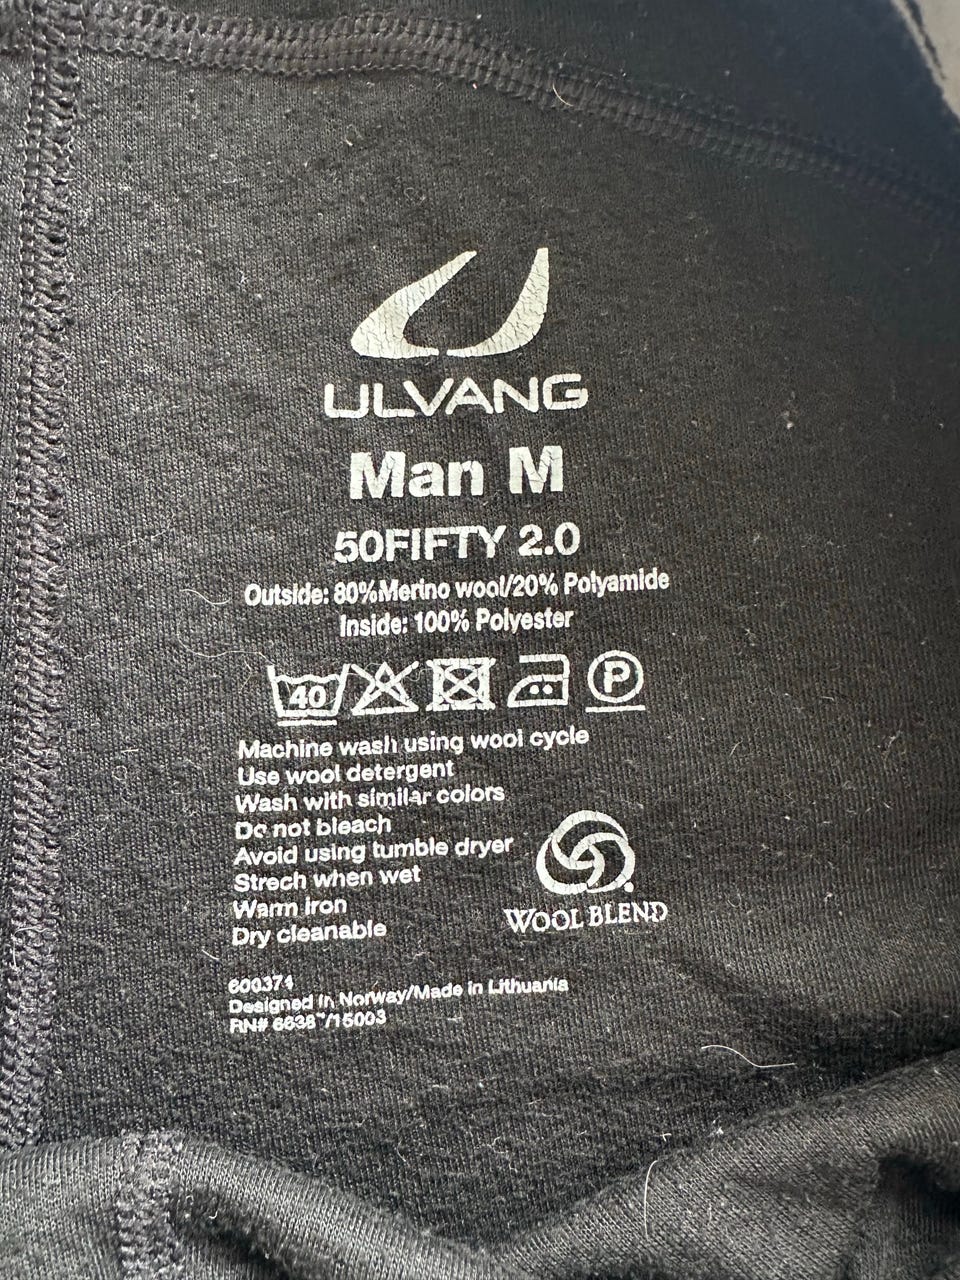 ULVANG
Man M
50FIFTY 2.0
Outside: 80%Merino wool/20% Polyamide
Inside: 100% Polyester
40 P
Machine wash using wool cycle
Use wool detergent
Wash with similar colors
Do not bleach
Avoid using tumble dryer
Strech when wet
Warm iron
Dry cleanable
WOOL BLEND
600374
Designed in Norway/Made in Lithuania
RN#